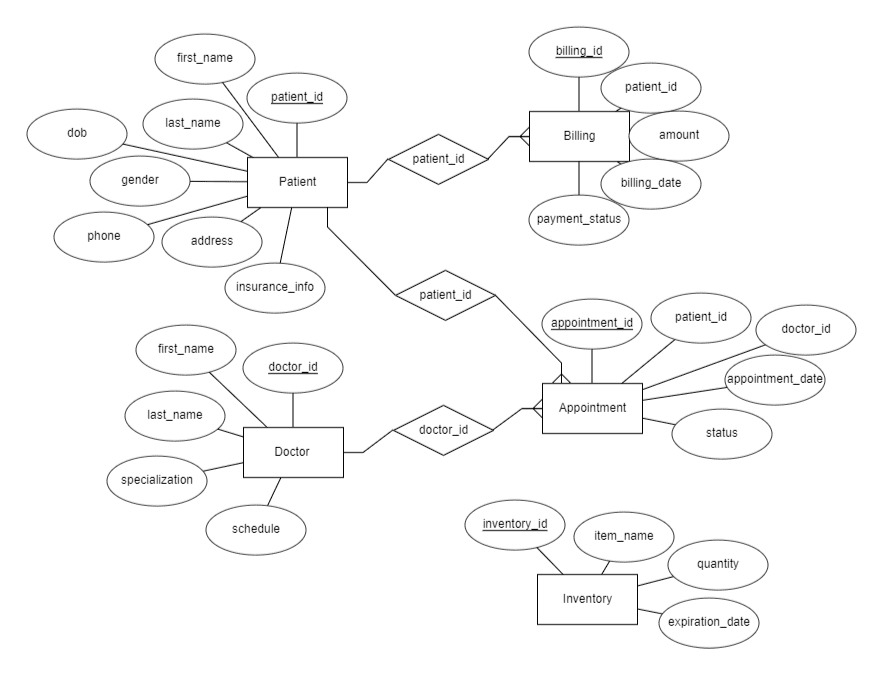 first_name
patient_id
last_name
dob
gender
Patient
phone
address
insurance_info
patient_id
billing_id
patient_id
Billing
amount
billing_date
payment_status
patient_id
appointment_id
patient_id
doctor_id
appointment_date
Appointment
status
first_name
doctor_id
last_name
Doctor
specialization
schedule
doctor_id
inventory_id
item_name
quantity
Inventory
expiration_date